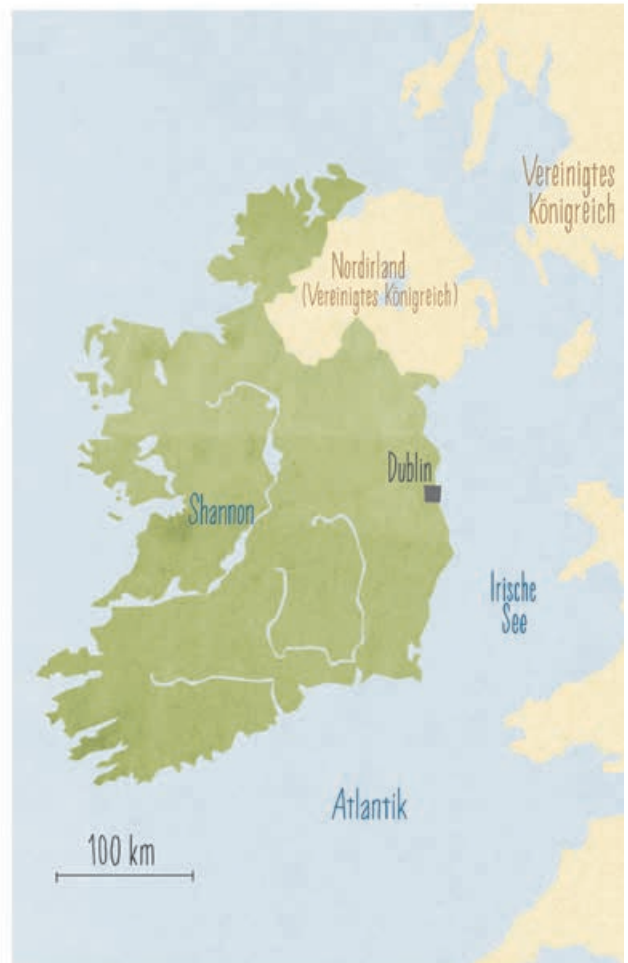 Vereinigtes
Königreich
Nordirland
(Vereinigtes Königreich)
Dublin
Shannon
Irische
See
Atlantik
100 km